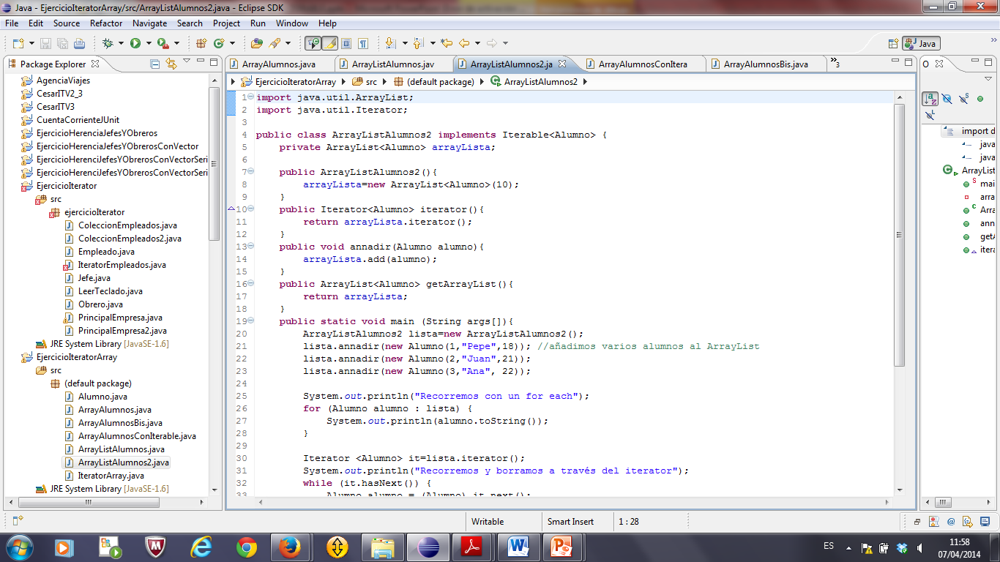 Java - EjercicioIteratorArray/src/ArrayListAlumnos2.java - Eclipse SDK
File Edit Source Refactor Navigate Search Project Run Window Help
Java
Package Explorer
AgenciaViajes
CesarITV2_3
CesarITV3
CuentaCorrienteJUnit
EjercicioHerenciaJefesYObreros
EjercicioHerenciaJefesYObrerosConVector
EjercicioHerenciJefesYObrerosConVectorSeri
EjercicioHerenciJefesYObrerosConVectorSeri
EjercicioIterator
src
ejercicioIterator
ColeccionEmpleados.java
ColeccionEmpleados2.java
Empleado.java
IteratorEmpleados.java
Jefe.java
LeerTeclado.java
Obrero.java
PrincipalEmpresa.java
PrincipalEmpresa2.java
JRE System Library [JavaSE-1.6]
EjercicioIteratorArray
src
(default package)
Alumno.java
ArrayAlumnos.java
ArrayAlumnosBis.java
ArrayAlumnosConIterable.java
ArrayListAlumnos.java
ArrayListAlumnos2.java
IteratorArray.java
JRE System Library [JavaSE-1.6]
ArrayAlumnos.java ArrayListAlumnos.jav ArrayListAlumnos2.ja ArrayAlumnosConItera ArrayAlumnosBis.java »3
EjercicioIteratorArray src (default package) ArrayListAlumnos2
1 import java.util.ArrayList;
2 import java.util.Iterator;
3
4 public class ArrayListAlumnos2 implements Iterable<Alumno> {
5 private ArrayList<Alumno> arrayLista;
6
7 public ArrayListAlumnos2(){
8 arrayLista=new ArrayList<Alumno>(10);
9 }
10 public Iterator<Alumno> iterator(){
11 return arrayLista.iterator();
12 }
13 public void annadir(Alumno alumno){
14 arrayLista.add(alumno);
15 }
16 public ArrayList<Alumno> getArrayList(){
17 return arrayLista;
18 }
19 public static void main (String args[]){
20 ArrayListAlumnos2 lista=new ArrayListAlumnos2();
21 lista.annadir(new Alumno(1,"Pepe",18)); //añadimos varios alumnos al ArrayList
22 lista.annadir(new Alumno(2,"Juan",21));
23 lista.annadir(new Alumno(3,"Ana", 22));
24
25 System.out.println("Recorremos con un for each");
26 for (Alumno alumno : lista) {
27 System.out.println(alumno.toString());
28 }
29
30 Iterator <Alumno> it=lista.iterator();
31 System.out.println("Recorremos y borramos a través del iterator");
32 while (it.hasNext()) {
33 Alumno alumno = (Alumno) it.next();
O
import d
java
java
ArrayList
mai
arra
Arra
ann
getA
itera
Writable Smart Insert 1 : 28
ES
11:58
07/04/2014